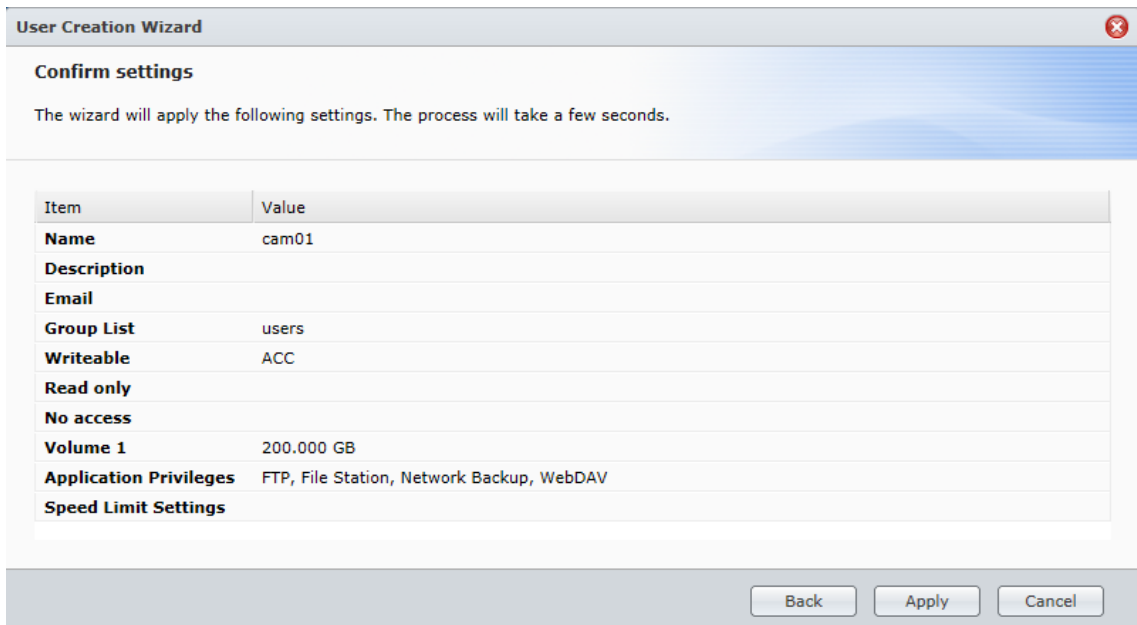 User Creation Wizard
Confirm settings
The wizard will apply the following settings. The process will take a few seconds.
Item Value
Name cam01
Description
Email
Group List users
Writeable ACC
Read only
No access
Volume 1 200.000 GB
Application Privileges FTP, File Station, Network Backup, WebDAV
Speed Limit Settings
Back Apply Cancel